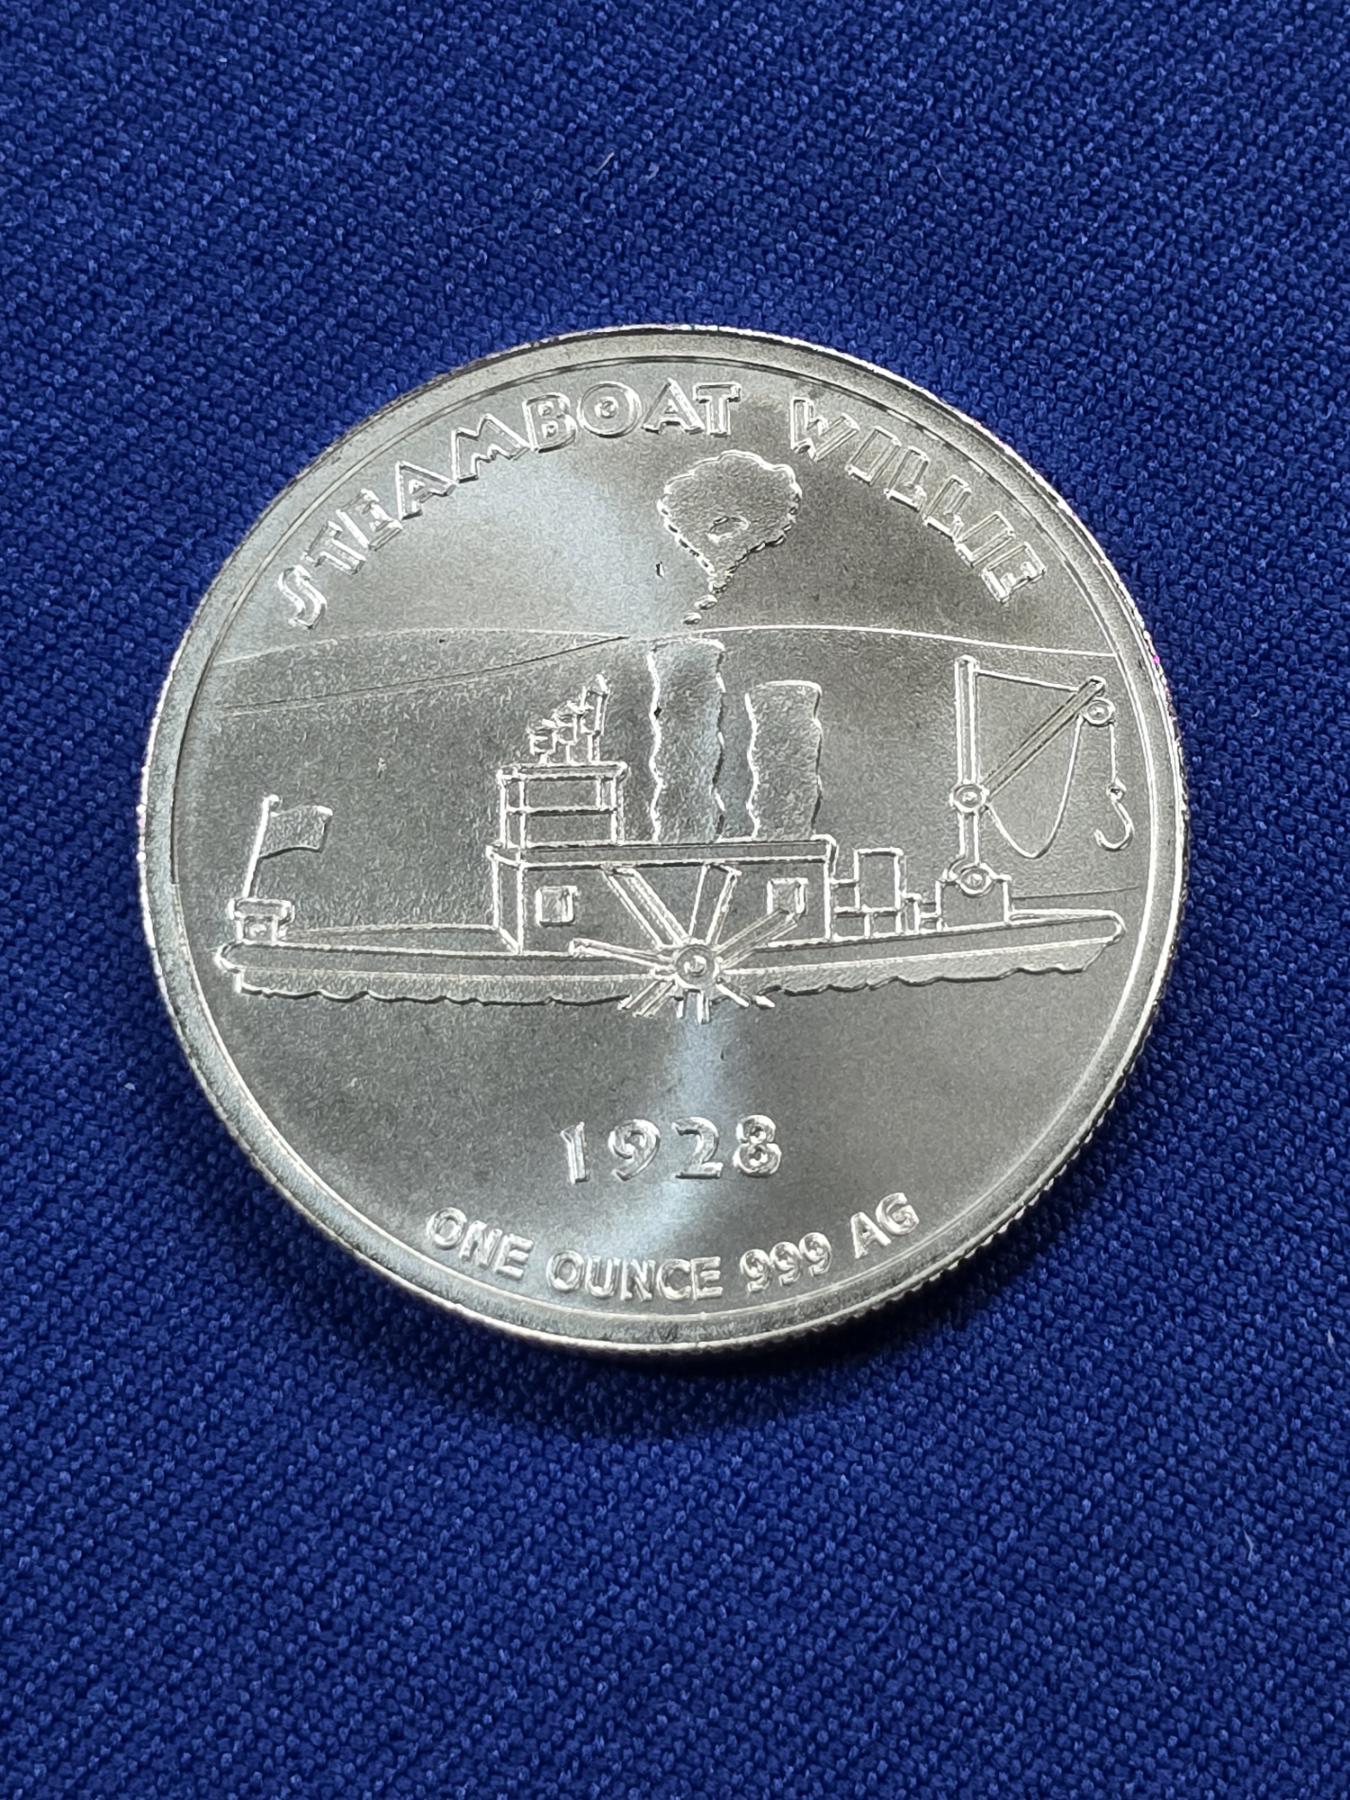 STEAMBOAT WILLIE
1928
ONE OUNCE 999 AG